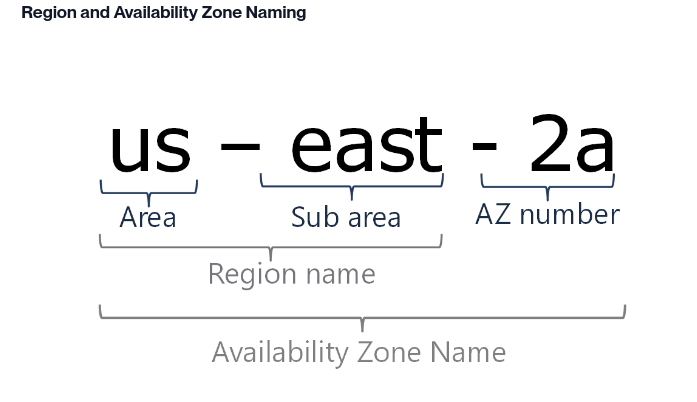 Region and Availability Zone Naming
us – east - 2a
Area Sub area AZ number
Region name
Availability Zone Name